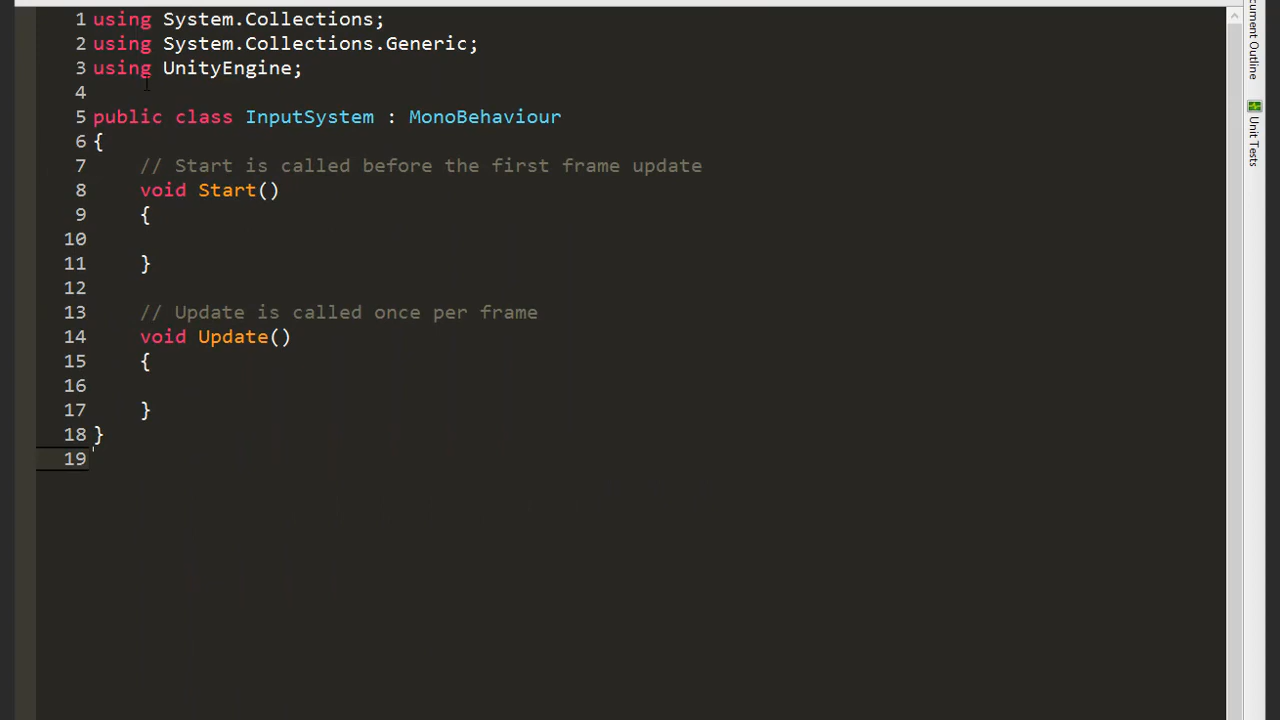 1 using System.Collections;
2 using System.Collections.Generic;
3 using UnityEngine;
4
5 public class InputSystem : MonoBehaviour
6 {
7 // Start is called before the first frame update
8 void Start()
9 {
10
11 }
12
13 // Update is called once per frame
14 void Update()
15 {
16
17 }
18 }
19
Document Outline
Unit Tests